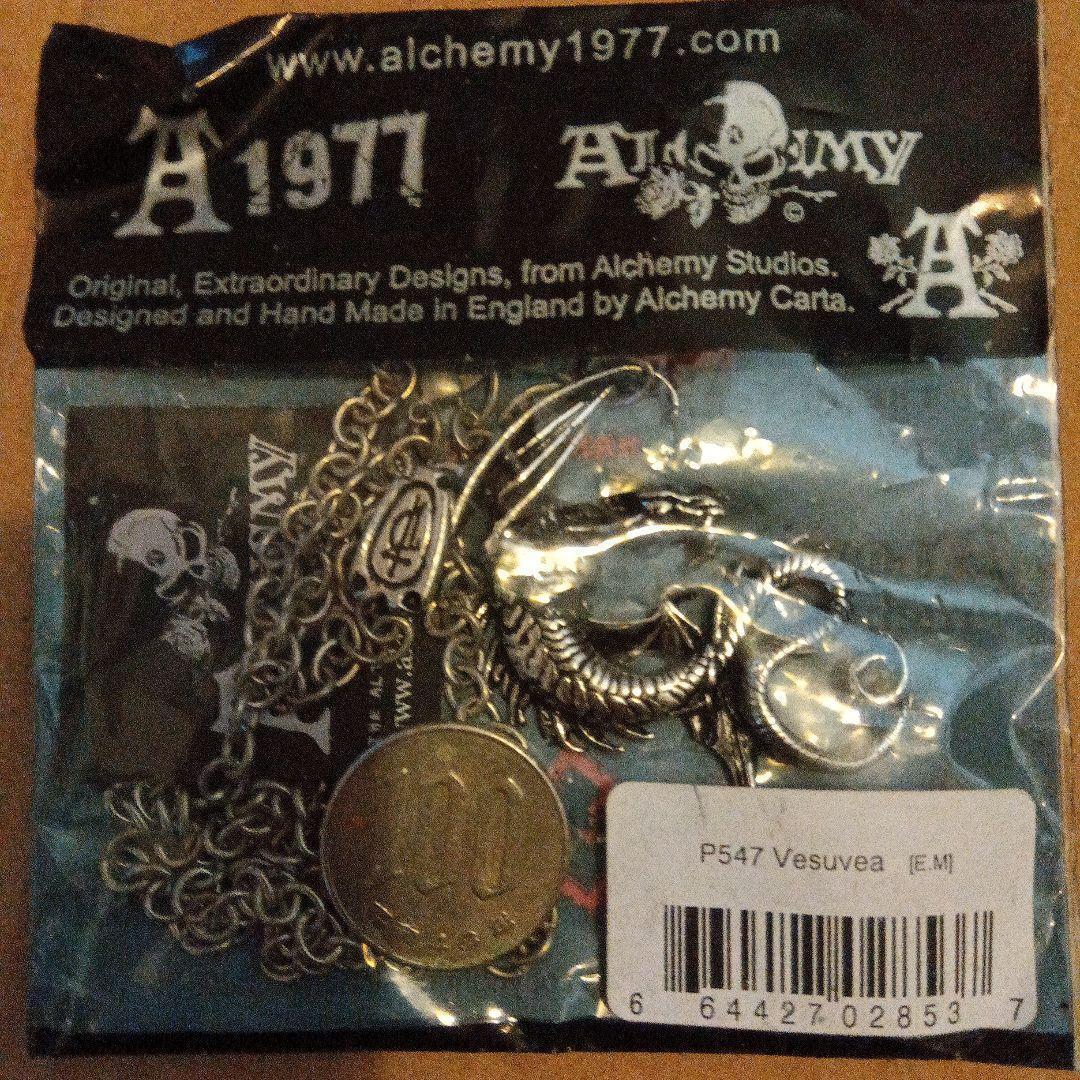 www.alchemy1977.com
A1977
ALCHEMY
©
A
Original, Extraordinary Designs, from Alchemy Studios.
Designed and Hand Made in England by Alchemy Carta.
100
P547 Vesuvea [E.M]
6 64427 02853 7